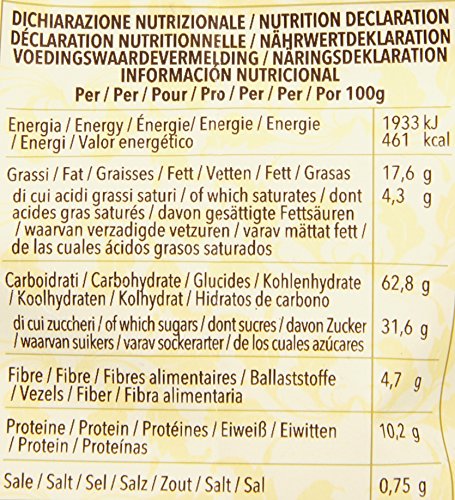 DICHIARAZIONE NUTRIZIONALE / NUTRITION DECLARATION
DÉCLARATION NUTRITIONNELLE / NÄHRWERTDEKLARATION
VOEDINGSWAARDEVERMELDING / NÄRINGSDEKLARATION
INFORMACIÓN NUTRICIONAL
Per / Per / Pour / Pro / Per / Per / Por 100g
Energia / Energy / Énergie/ Energie / Energie 1933 kJ
/ Energi / Valor energético 461 kcal
Grassi / Fat / Graisses / Fett / Vetten / Fett / Grasas 17,6 g
di cui acidi grassi saturi / of which saturates / dont 4,3 g
acides gras saturés / davon gesättigte Fettsäuren
/ waarvan verzadigde vetzuren / varav mättat fett /
de las cuales ácidos grasos saturados
Carboidrati / Carbohydrate / Glucides / Kohlenhydrate 62,8 g
/ Koolhydraten / Kolhydrat / Hidratos de carbono
di cui zuccheri / of which sugars / dont sucres / davon Zucker 31,6 g
/ waarvan suikers / varav sockerarter / de los cuales azúcares
Fibre / Fibre / Fibres alimentaires / Ballaststoffe 4,7 g
/ Vezels / Fiber / Fibra alimentaria
Proteine / Protein / Protéines / Eiweiß / Eiwitten 10,2 g
/ Protein / Proteínas
Sale / Salt / Sel / Salz / Zout / Salt / Sal 0,75 g